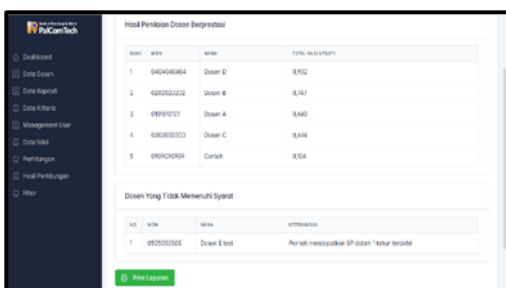 PalComTech
Dashboard
Data Dosen
Data Kaprodi
Data Kriteria
Management User
Data Nilai
Perhitungan
Hasil Perhitungan
Filter
Hasil Penilaian Dosen Berprestasi
RANK NIDN NAMA TOTAL NILAI UTILITY
1 0404040404 Dosen D 0,902
2 0202020202 Dosen B 0,747
3 0101010101 Dosen A 0,660
4 0303030303 Dosen C 0,646
5 0909090909 Contoh 0,104
Dosen Yang Tidak Memenuhi Syarat
NO NIDN NAMA KETERANGAN
1 0505050505 Dosen E test Pernah mendapatkan SP dalam 1 tahun terakhir
Print Laporan